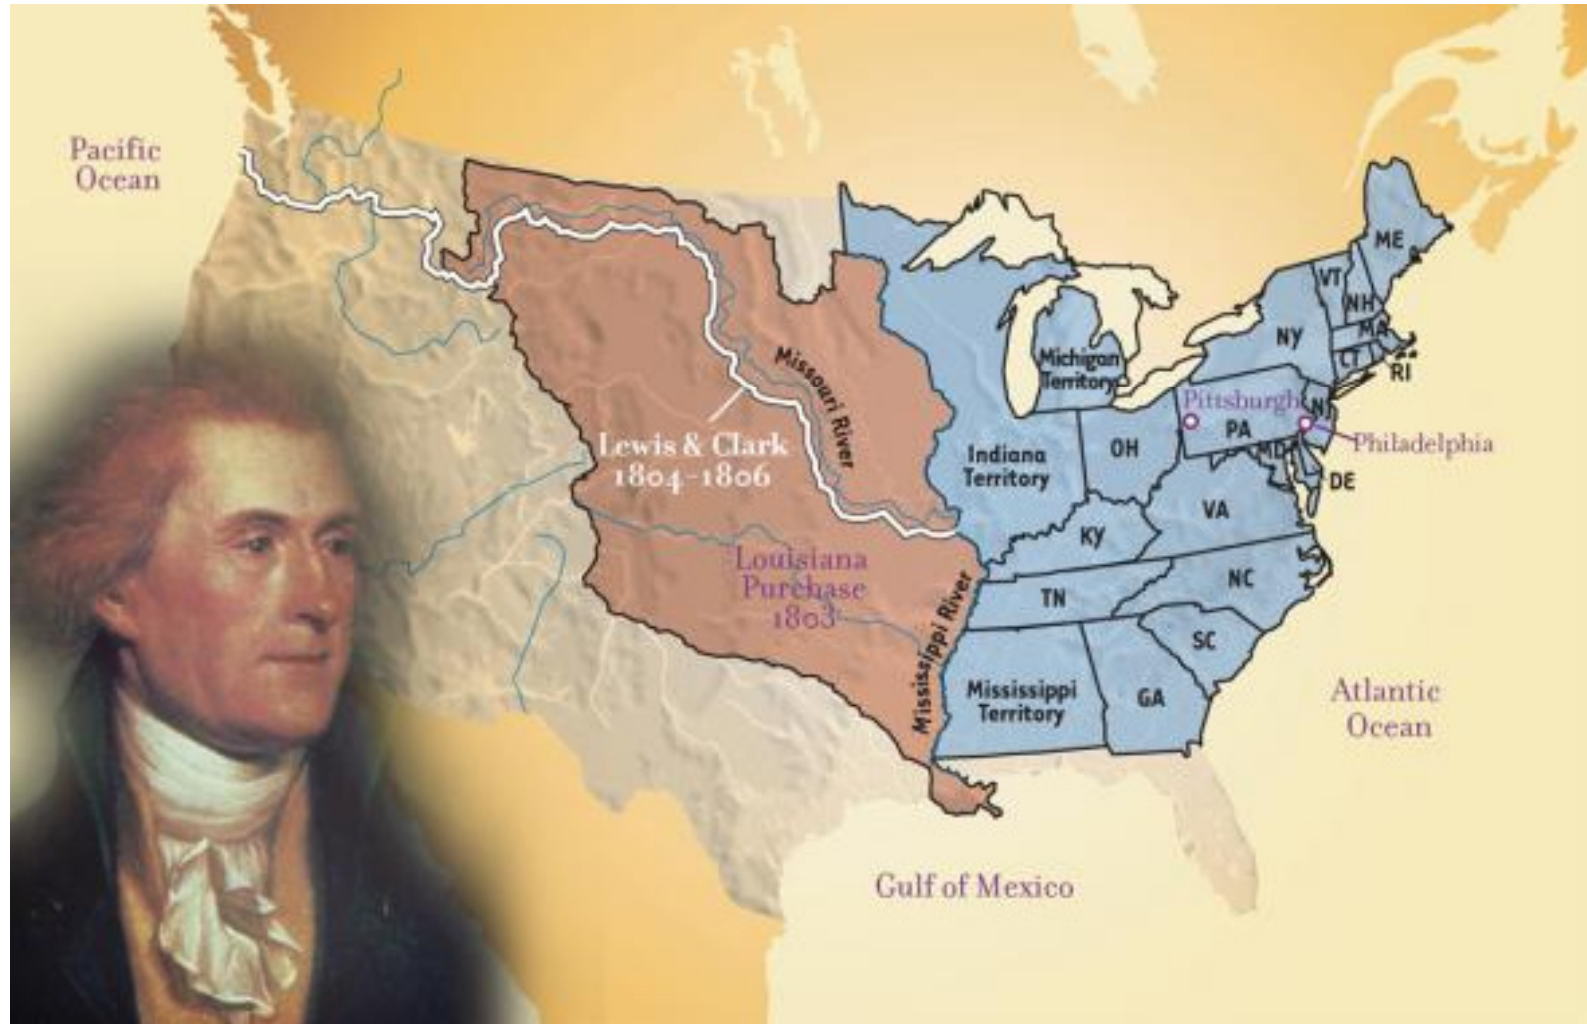 Pacific
Ocean
ME
VT
NH
MA
NY
CT
RI
Michigan
Territory
Pittsburgh
NJ
PA
Philadelphia
MD
DE
Missouri River
Lewis & Clark
1804-1806
Indiana
Territory
OH
VA
KY
Louisiana
Purchase
1803
Mississippi River
TN
NC
SC
Mississippi
Territory
GA
Atlantic
Ocean
Gulf of Mexico